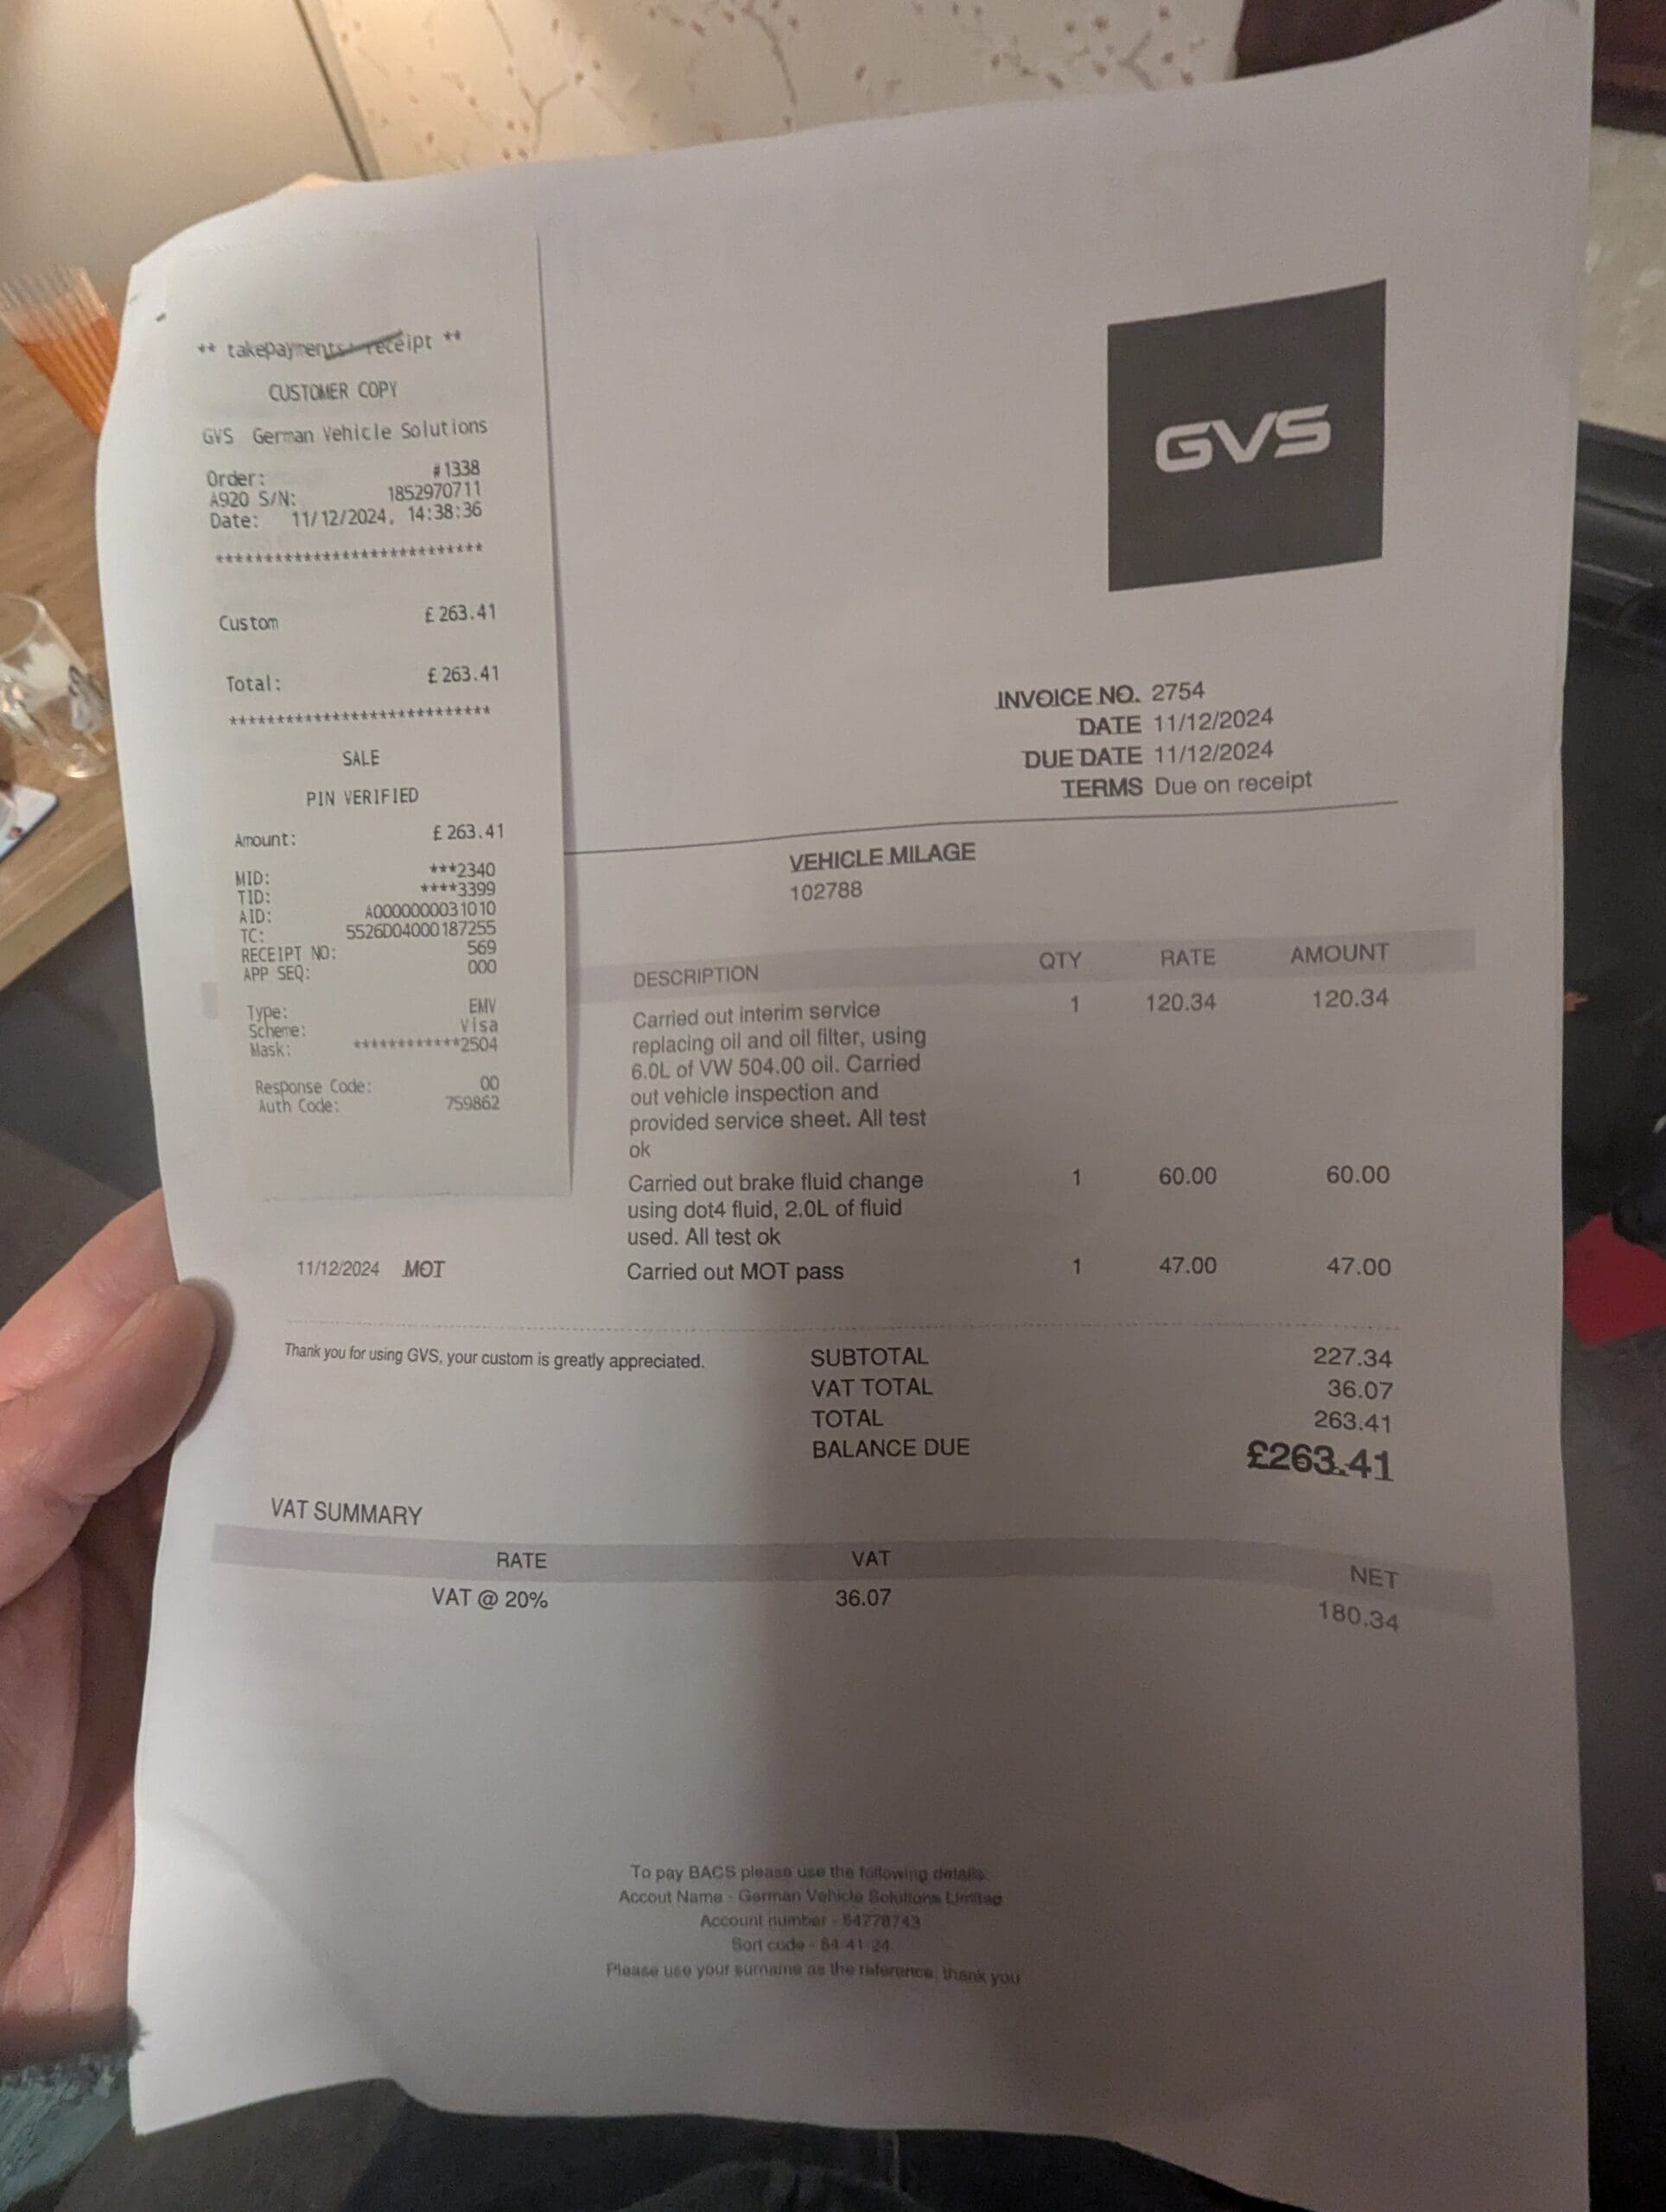 ** takepayments receipt **
CUSTOMER COPY
GVS German Vehicle Solutions
Order: #1338
A920 S/N: 1852970711
Date: 11/12/2024, 14:38:36
****************************
Custom £263.41
Total: £263.41
****************************
SALE
PIN VERIFIED
Amount: £263.41
MID: ***2340
TID: ****3399
AID: A0000000031010
TC: 5526D04000187255
RECEIPT NO: 569
APP SEQ: 000
Type: EMV
Scheme: Visa
Mask: ************2504
Response Code: 00
Auth Code: 759862
GVS
INVOICE NO. 2754
DATE 11/12/2024
DUE DATE 11/12/2024
TERMS Due on receipt
VEHICLE MILAGE
102788
DESCRIPTION QTY RATE AMOUNT
Carried out interim service 1 120.34 120.34
replacing oil and oil filter, using
6.0L of VW 504.00 oil. Carried
out vehicle inspection and
provided service sheet. All test
ok
Carried out brake fluid change 1 60.00 60.00
using dot4 fluid, 2.0L of fluid
used. All test ok
11/12/2024 MOT Carried out MOT pass 1 47.00 47.00
Thank you for using GVS, your custom is greatly appreciated.
SUBTOTAL 227.34
VAT TOTAL 36.07
TOTAL 263.41
BALANCE DUE £263.41
VAT SUMMARY
RATE VAT NET
VAT @ 20% 36.07 180.34
To pay BACS please use the following details.
Accout Name - German Vehicle Solutions Limited
Account number -
Sort code -
Please use your surname as the reference, thank you